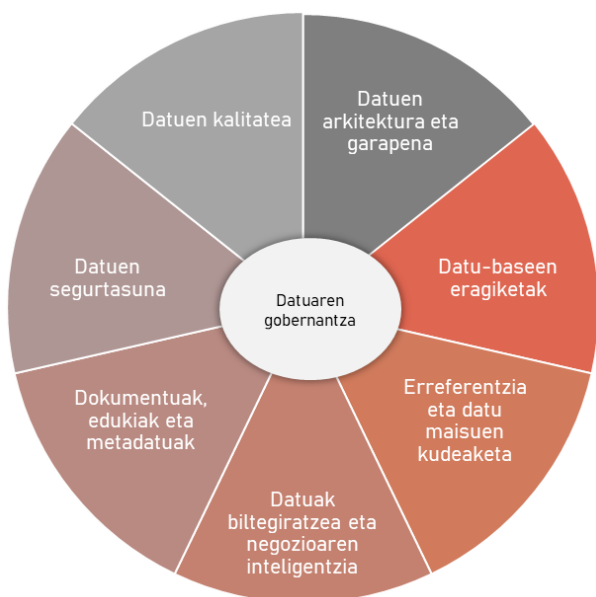 Datuen kalitatea
Datuen
arkitektura eta
garapena
Datu-baseen
eragiketak
Erreferentzia
eta datu
maisuen
kudeaketa
Datuak
biltegiratzea eta
negozioaren
inteligentzia
Dokumentuak,
edukiak eta
metadatuak
Datuen
segurtasuna
Datuaren
gobernantza